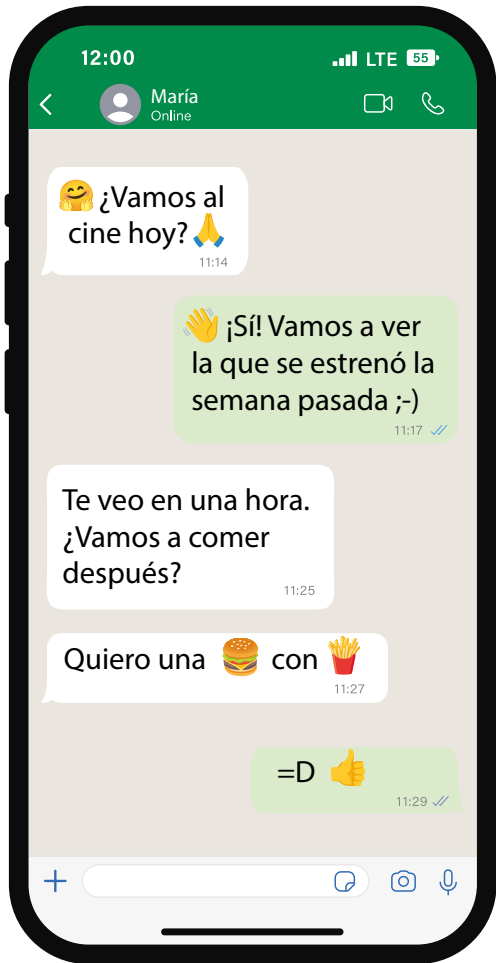 12:00
LTE 55
María
Online
🤗 ¿Vamos al
cine hoy? 🙏
11:14
👋 ¡Sí! Vamos a ver
la que se estrenó la
semana pasada ;-)
11:17
Te veo en una hora.
¿Vamos a comer
después?
11:25
Quiero una 🍔 con 🍟
11:27
=D 👍
11:29